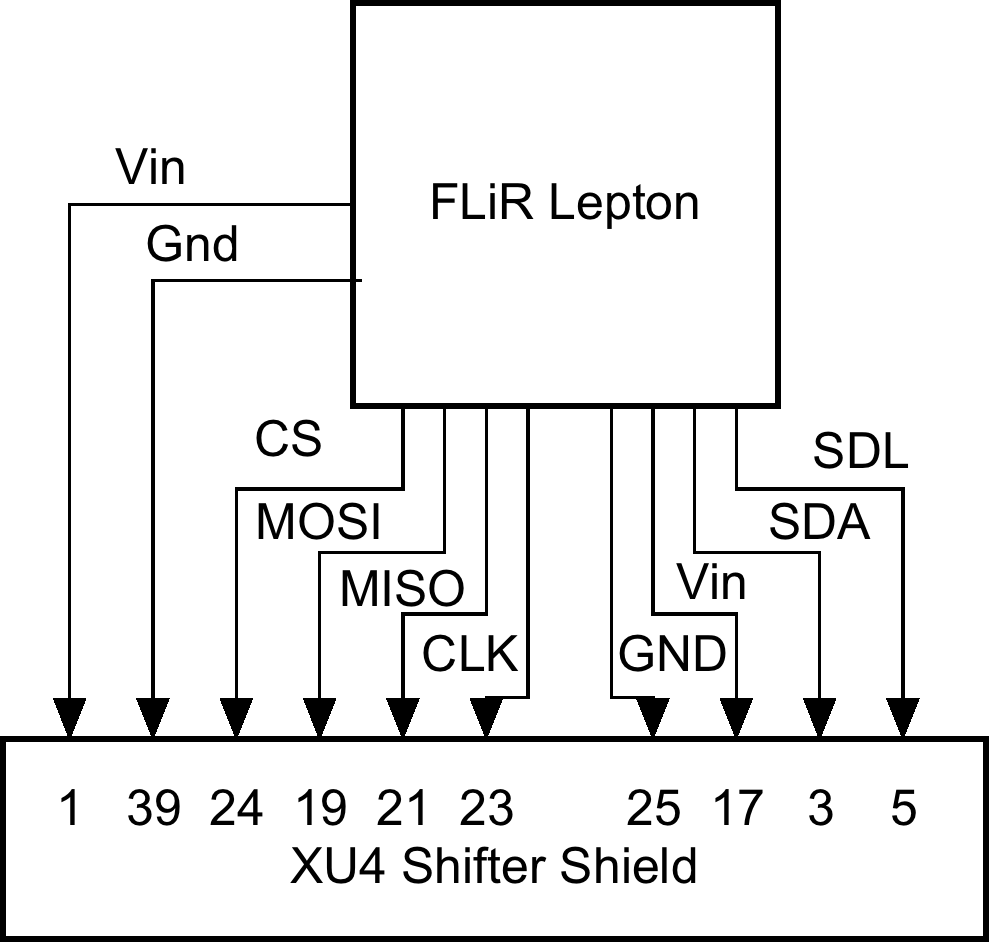 Vin
FLiR Lepton
Gnd
CS
SDL
MOSI
SDA
MISO
Vin
CLK
GND
1 39 24 19 21 23 25 17 3 5
XU4 Shifter Shield